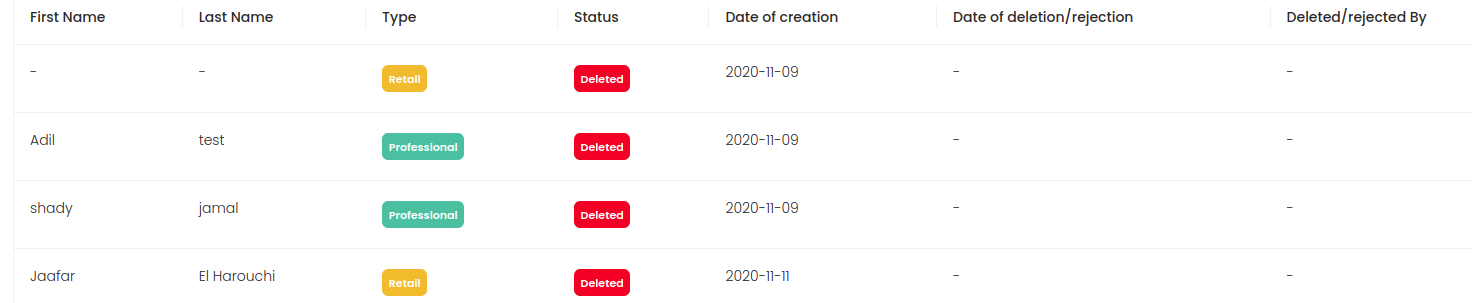 First Name Last Name Type Status Date of creation Date of deletion/rejection Deleted/rejected By
- - Retail Deleted 2020-11-09 - -
Adil test Professional Deleted 2020-11-09 - -
shady jamal Professional Deleted 2020-11-09 - -
Jaafar El Harouchi Retail Deleted 2020-11-11 - -